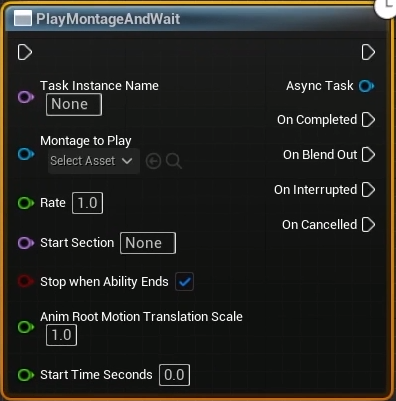 PlayMontageAndWait
Task Instance Name
None
Async Task
On Completed
Montage to Play
Select Asset
On Blend Out
On Interrupted
Rate 1.0
On Cancelled
Start Section None
Stop when Ability Ends
Anim Root Motion Translation Scale
1.0
Start Time Seconds 0.0